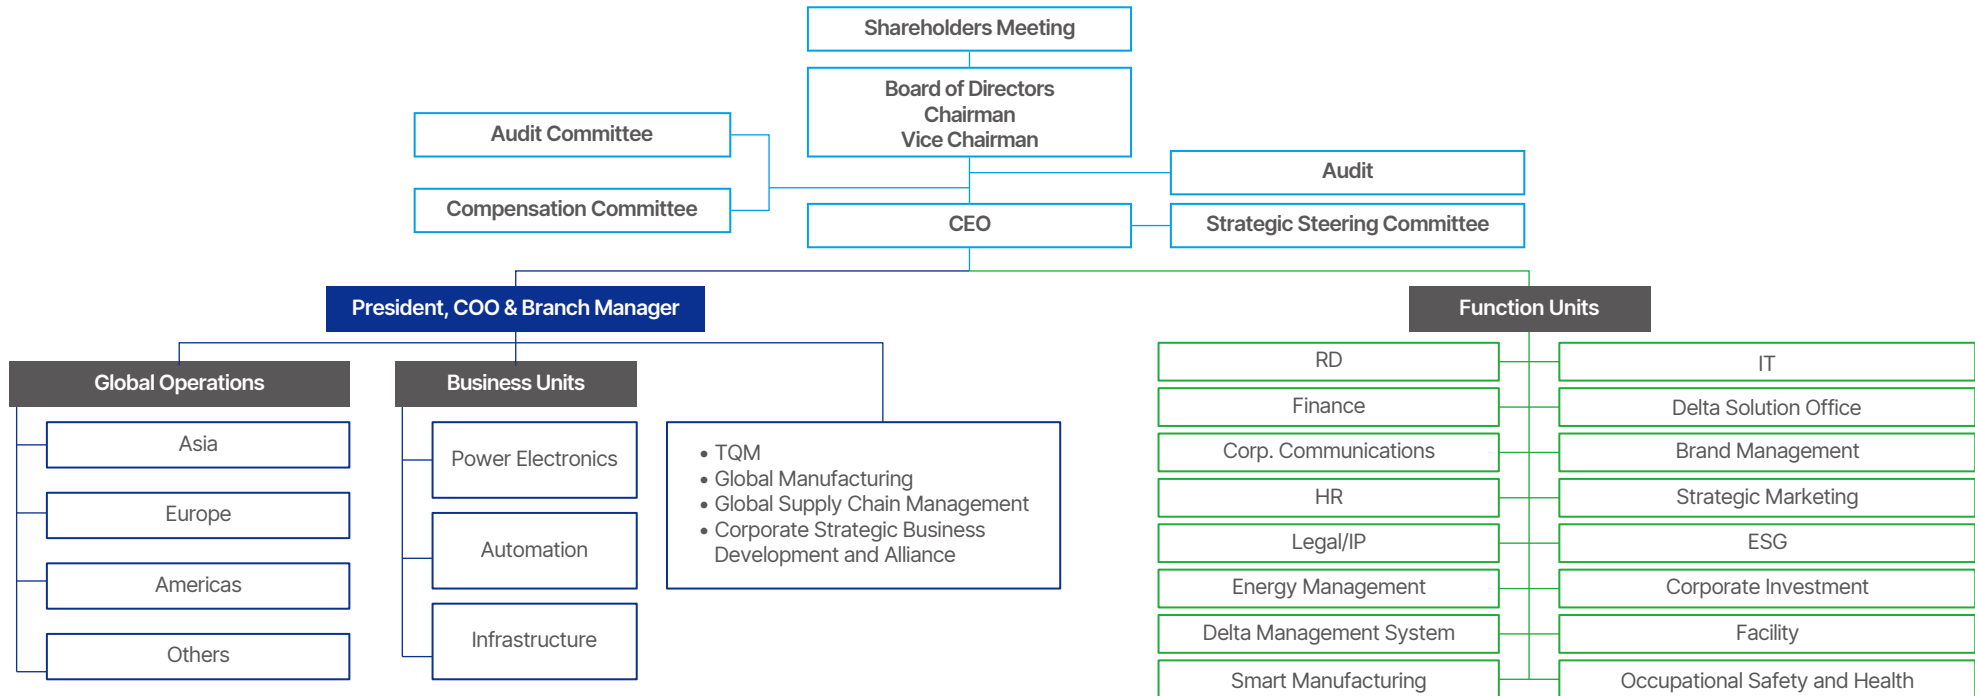 Shareholders Meeting
Board of Directors
Chairman
Vice Chairman
Audit Committee
Audit
Compensation Committee
CEO
Strategic Steering Committee
President, COO & Branch Manager
Function Units
Global Operations
Asia
Europe
Americas
Others
Business Units
Power Electronics
Automation
Infrastructure
• TQM
• Global Manufacturing
• Global Supply Chain Management
• Corporate Strategic Business
Development and Alliance
RD
IT
Finance
Delta Solution Office
Corp. Communications
Brand Management
HR
Strategic Marketing
Legal/IP
ESG
Energy Management
Corporate Investment
Delta Management System
Facility
Smart Manufacturing
Occupational Safety and Health